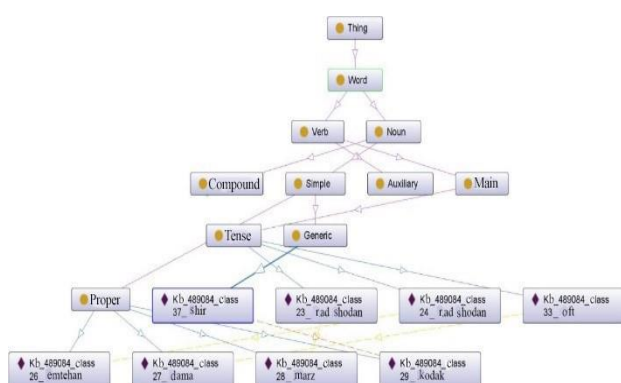 Thing
Word
Verb
Noun
Compound
Simple
Auxiliary
Main
Tense
Generic
Proper
Kb_489084_class
37_ shir
Kb_489084_class
23_ rad shodan
Kb_489084_class
24_ rad shodan
Kb_489084_class
33_ oft
Kb_489084_class
26_ emtehan
Kb_489084_class
27_ dama
Kb_489084_class
28_ marz
Kb_489084_class
29_ kodak